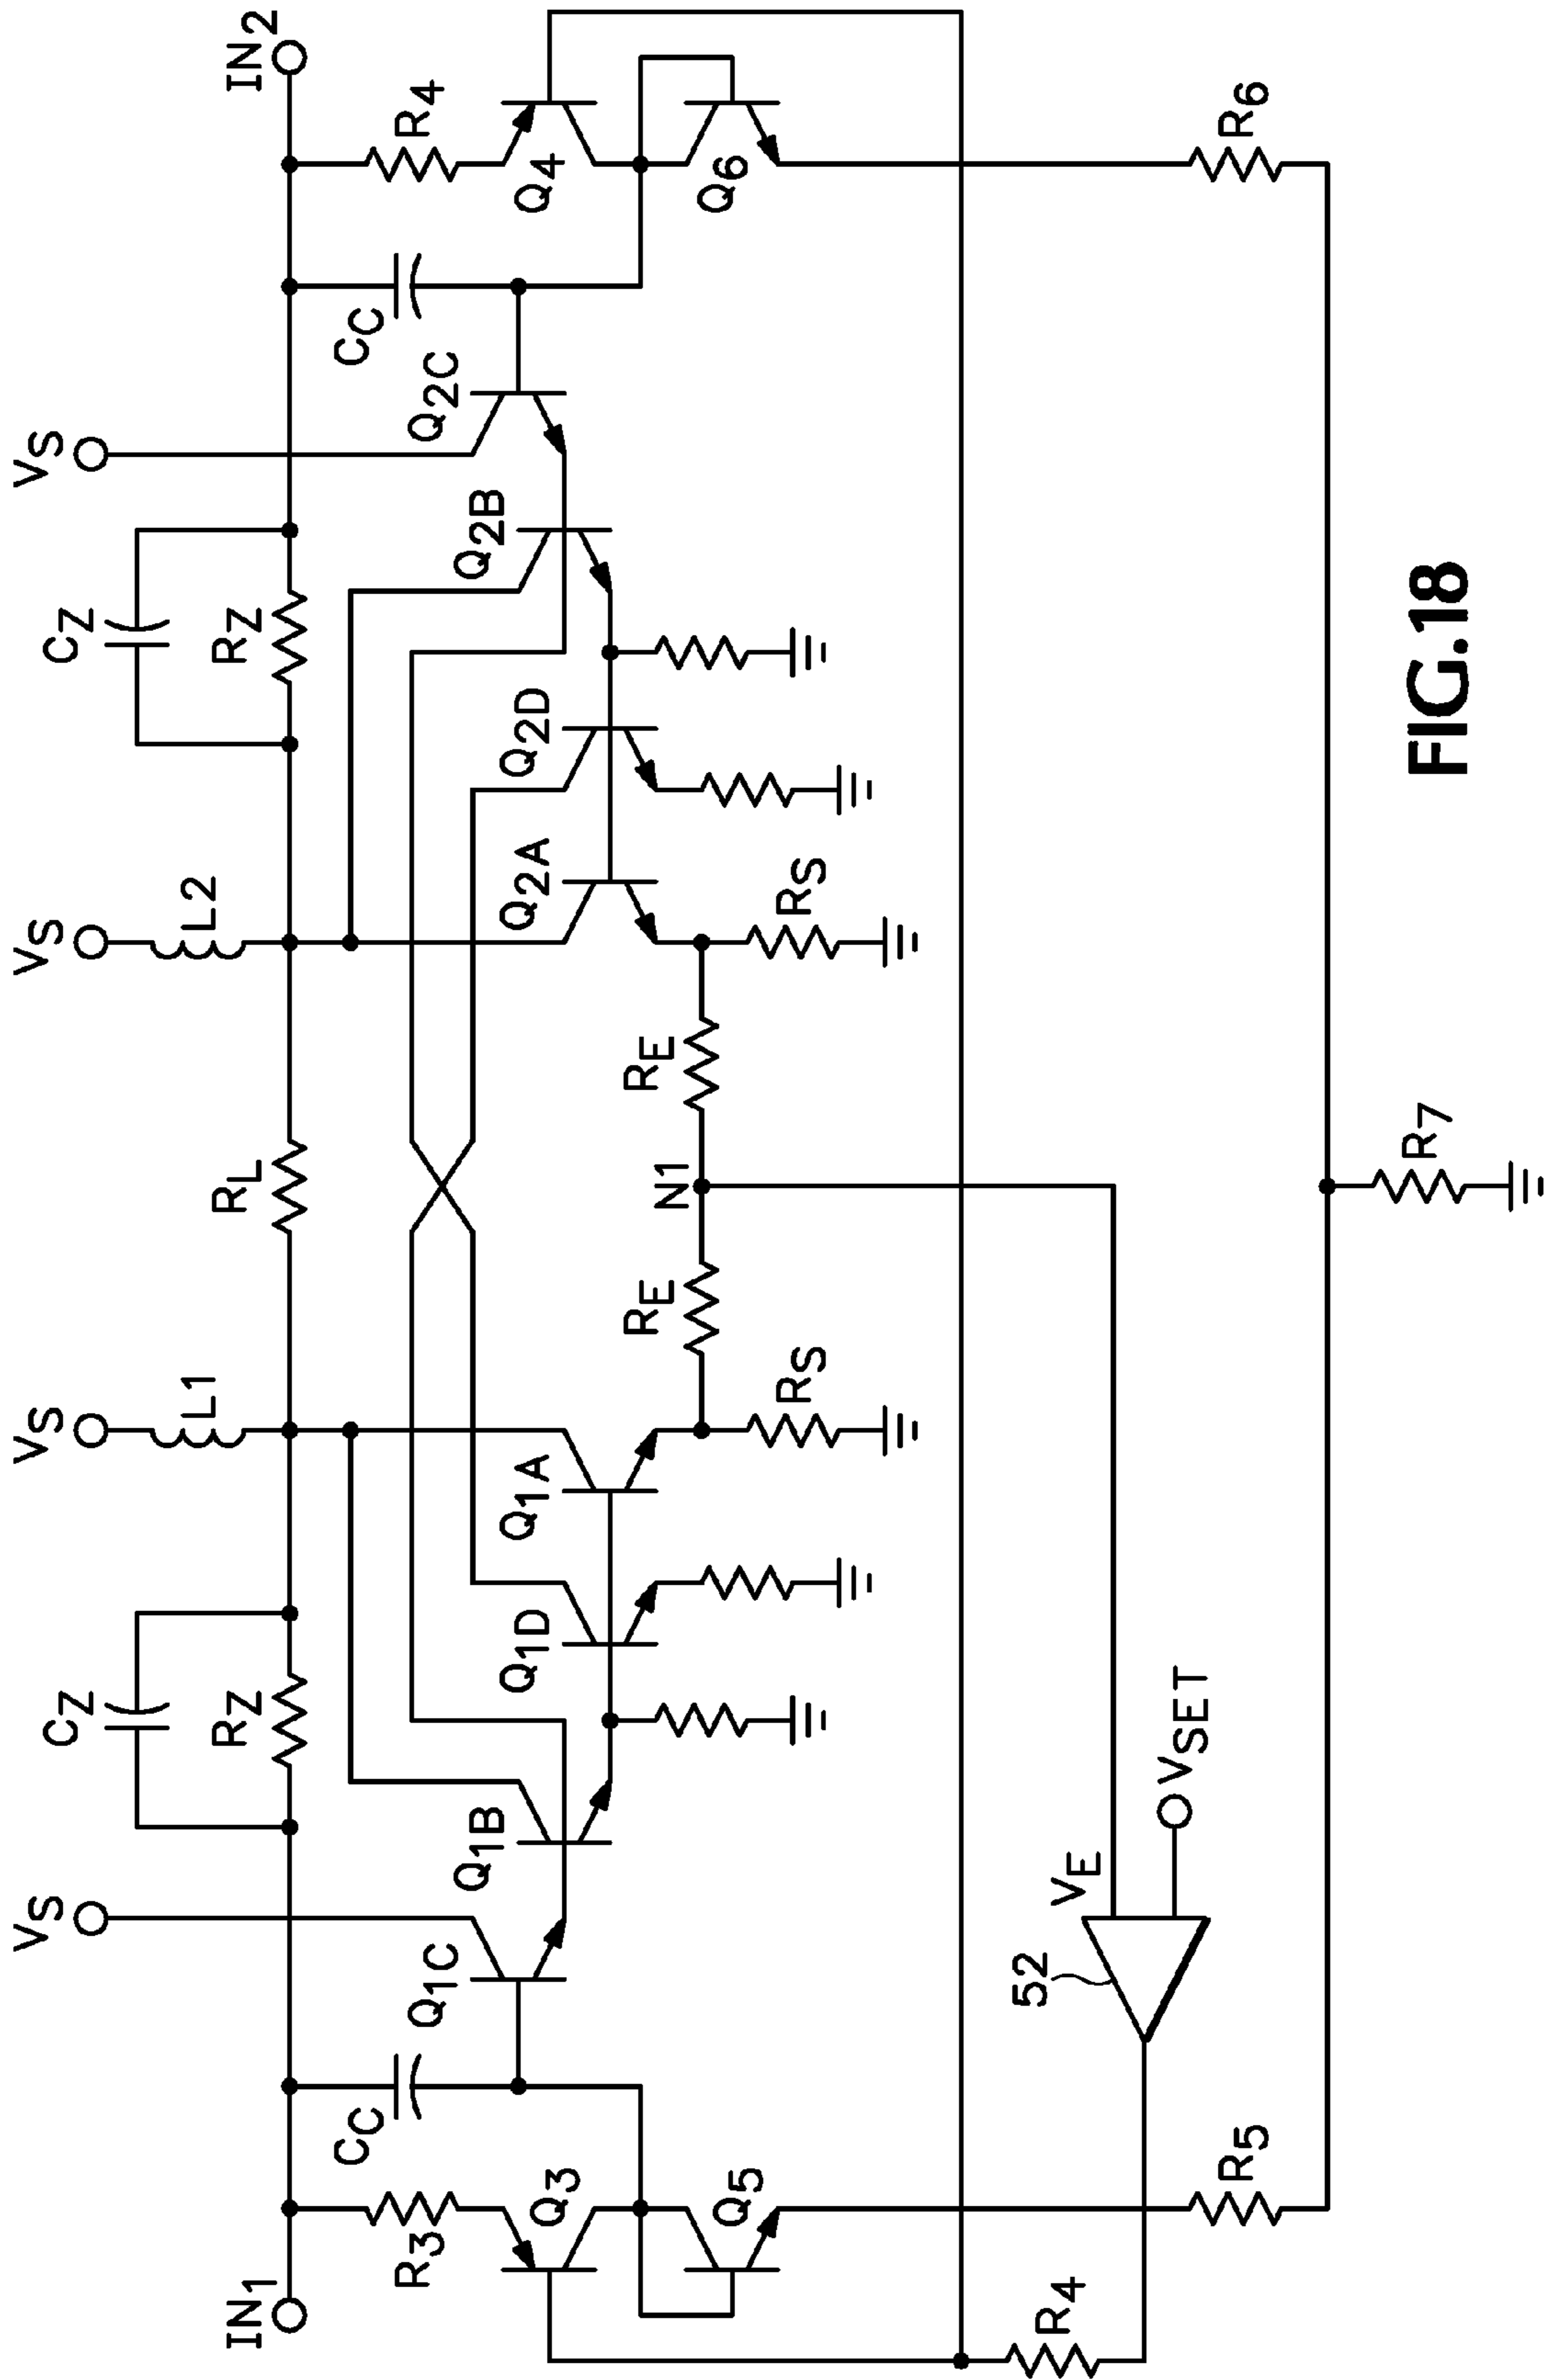 VS
VS
VS
VS
CZ
CZ
L1
L2
IN1
RZ
RL
RZ
IN2
CC
CC
R3
R4
Q1C
Q2C
Q1B
Q2B
Q1D
Q1A
Q2A
Q2D
Q3
Q4
RE
N1
RE
Q5
Q6
RS
RS
52
R4
VE
VSET
R5
R6
R7
FIG.18